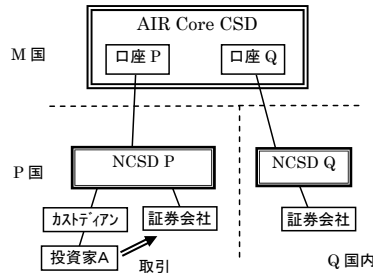 AIR Core CSD
口座 P
口座 Q
M 国
NCSD P
NCSD Q
P 国
ｶｽﾄﾃﾞｨｱﾝ
証券会社
証券会社
投資家A
取引
Q 国内